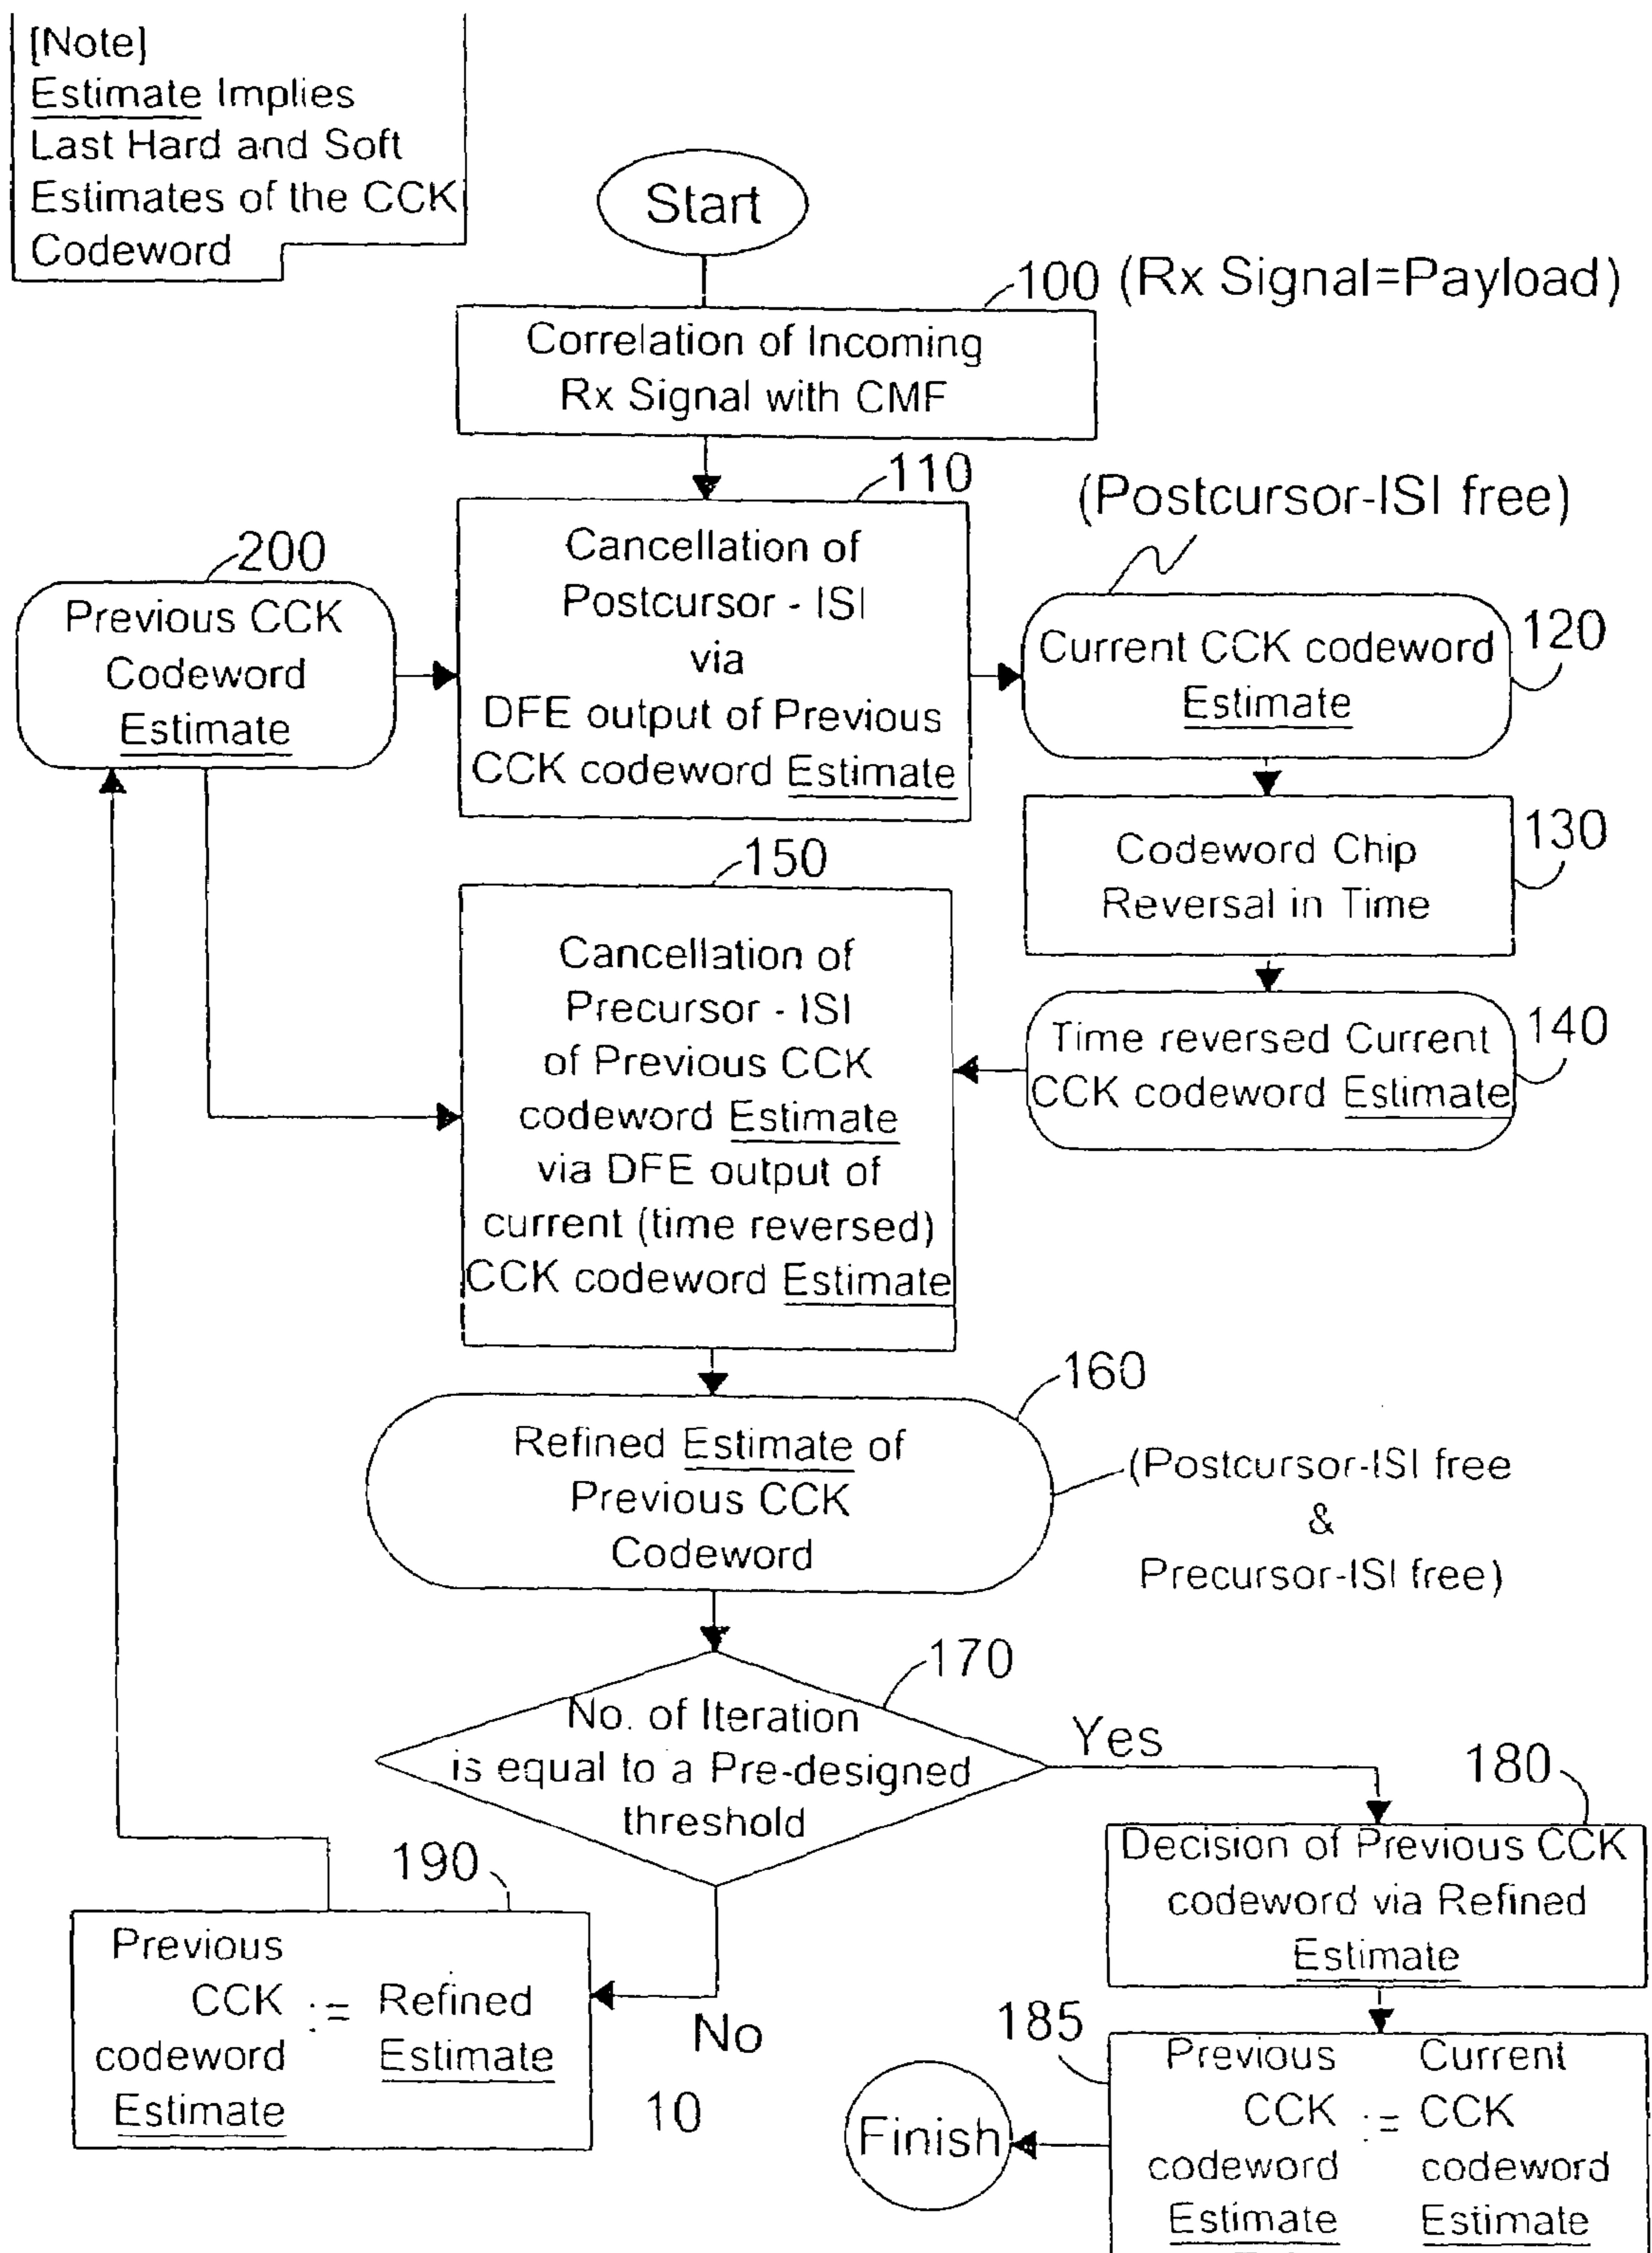 [Note]
Estimate Implies
Last Hard and Soft
Estimates of the CCK
Codeword
Start
100 (Rx Signal=Payload)
Correlation of Incoming
Rx Signal with CMF
110
Cancellation of
Postcursor - ISI
via
DFE output of Previous
CCK codeword Estimate
200
Previous CCK
Codeword
Estimate
(Postcursor-ISI free)
Current CCK codeword
Estimate
120
Codeword Chip
Reversal in Time
130
Time reversed Current
CCK codeword Estimate
140
150
Cancellation of
Precursor - ISI
of Previous CCK
codeword Estimate
via DFE output of
current (time reversed)
CCK codeword Estimate
160
Refined Estimate of
Previous CCK
Codeword
(Postcursor-ISI free
&
Precursor-ISI free)
170
No. of Iteration
is equal to a Pre-designed
threshold
Yes
No
180
Decision of Previous CCK
codeword via Refined
Estimate
190
Previous
CCK := Refined
codeword Estimate
Estimate
10
185
Previous Current
CCK := CCK
codeword codeword
Estimate Estimate
Finish